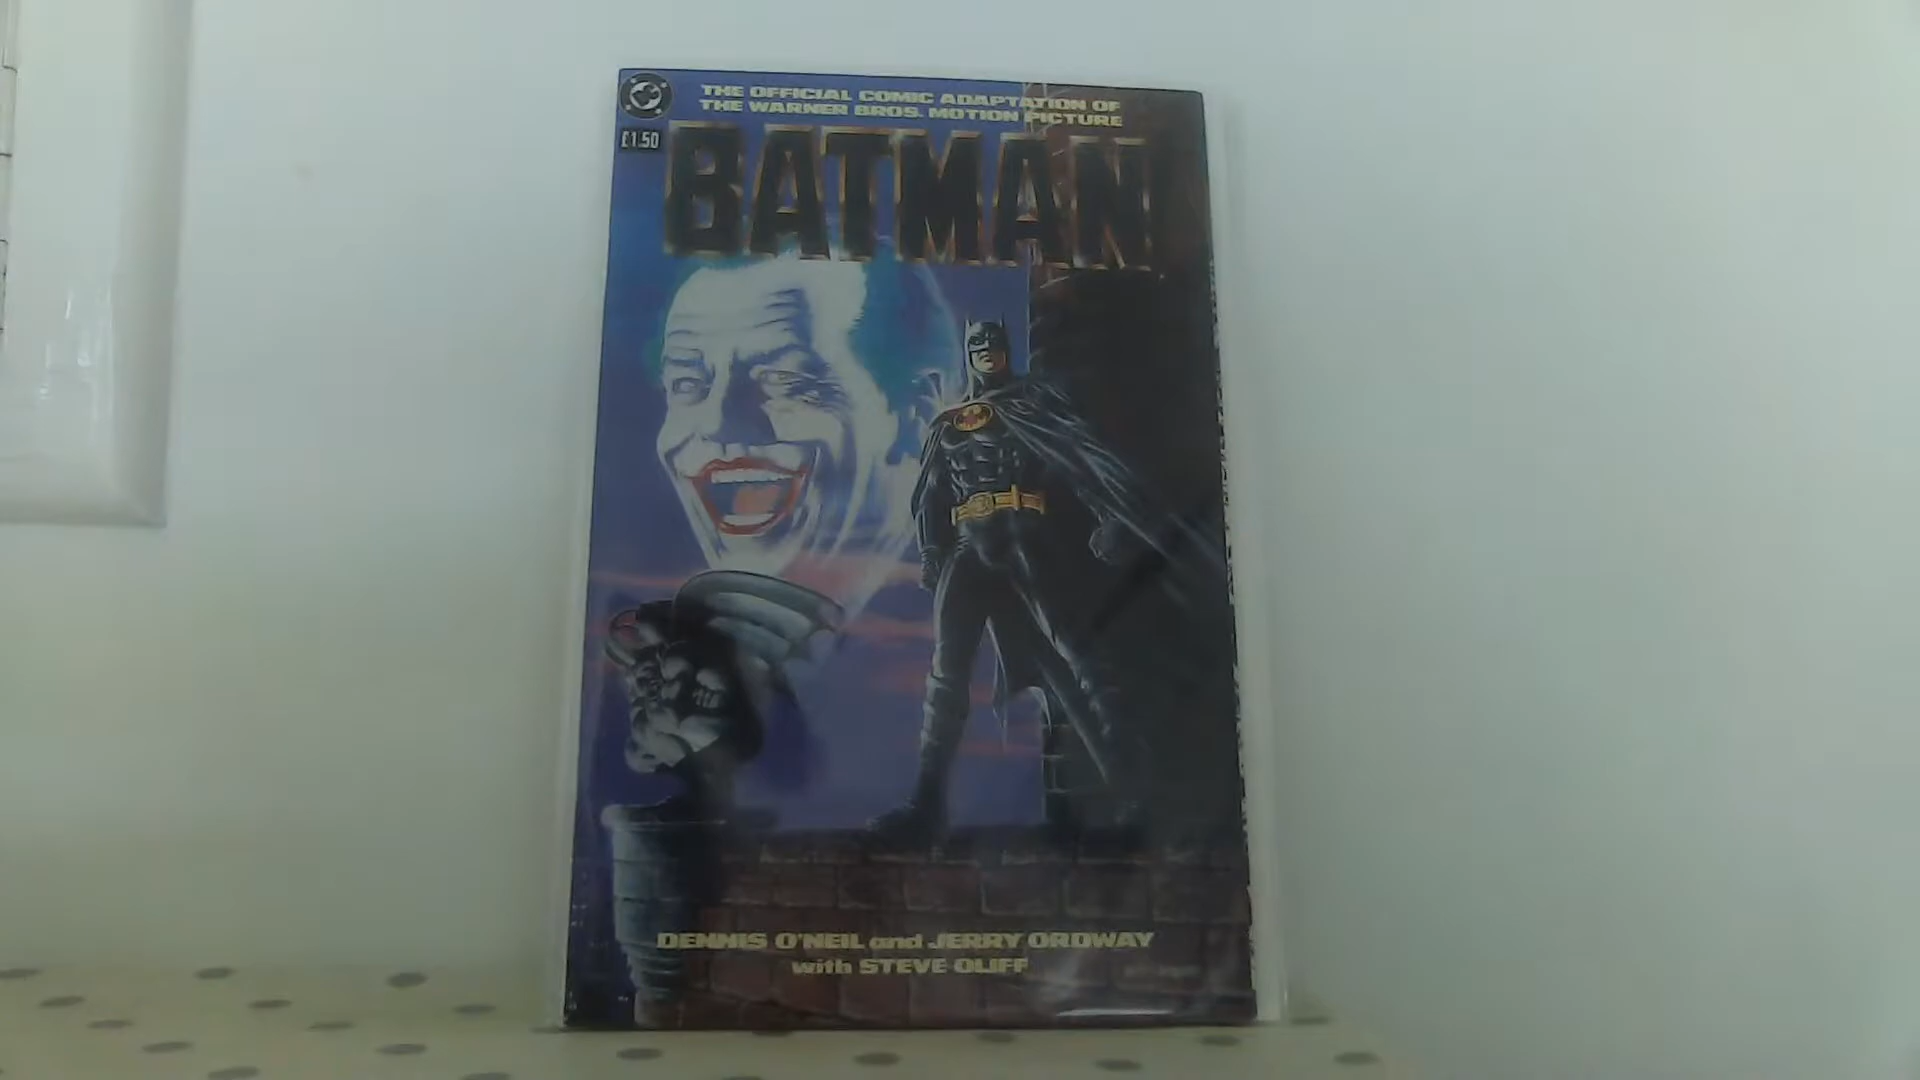 THE OFFICIAL COMIC ADAPTATION OF
THE WARNER BROS. MOTION PICTURE
£1.50
BATMAN
DENNIS O'NEIL and JERRY ORDWAY
with STEVE OLIFF